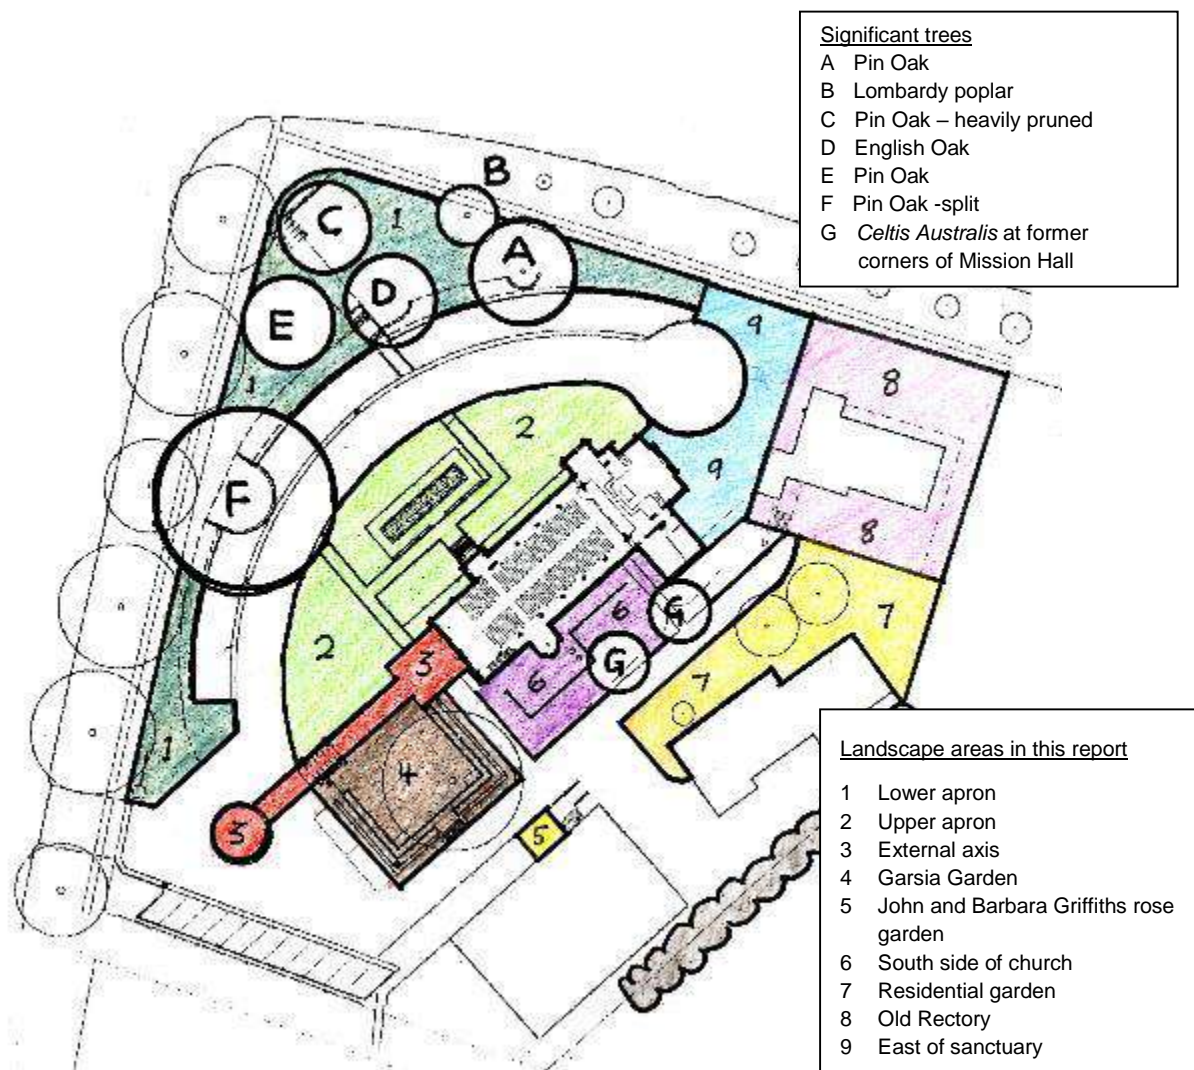 Significant trees
A Pin Oak
B Lombardy poplar
C Pin Oak – heavily pruned
D English Oak
E Pin Oak
F Pin Oak -split
G Celtis Australis at former
corners of Mission Hall
B
C
1
A
D
E
9
1
8
2
F
9
8
6
G
7
2
3
G
6
7
1
4
3
5
Landscape areas in this report
1 Lower apron
2 Upper apron
3 External axis
4 Garsia Garden
5 John and Barbara Griffiths rose
garden
6 South side of church
7 Residential garden
8 Old Rectory
9 East of sanctuary